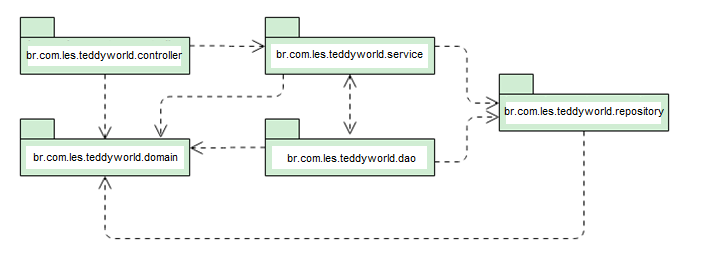 br.com.les.teddyworld.controller
br.com.les.teddyworld.service
br.com.les.teddyworld.repository
br.com.les.teddyworld.domain
br.com.les.teddyworld.dao